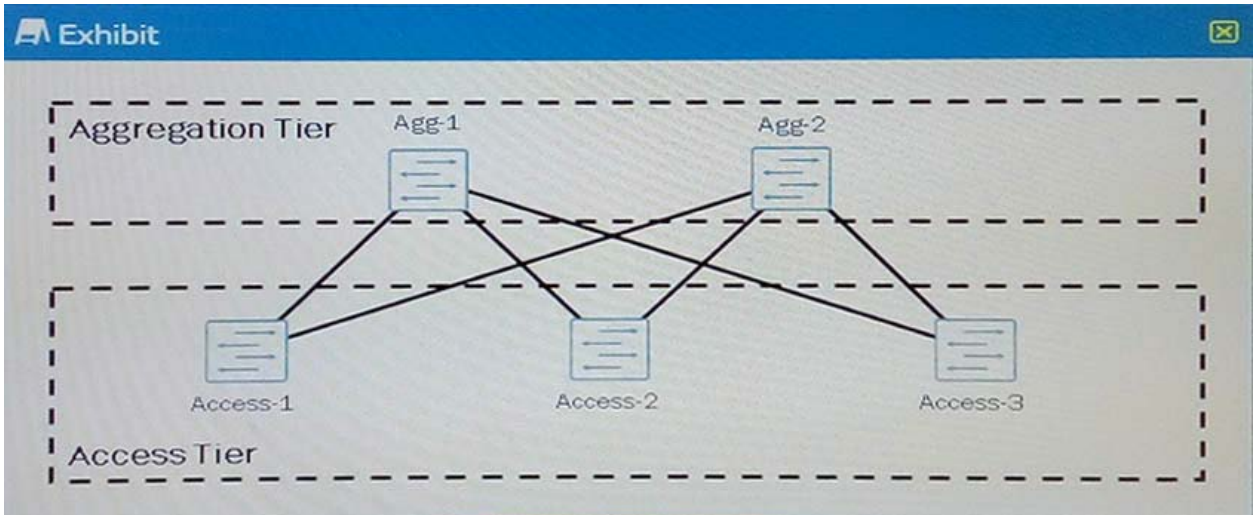 Exhibit
Aggregation Tier
Agg-1
Agg-2
Access-1
Access-2
Access-3
Access Tier